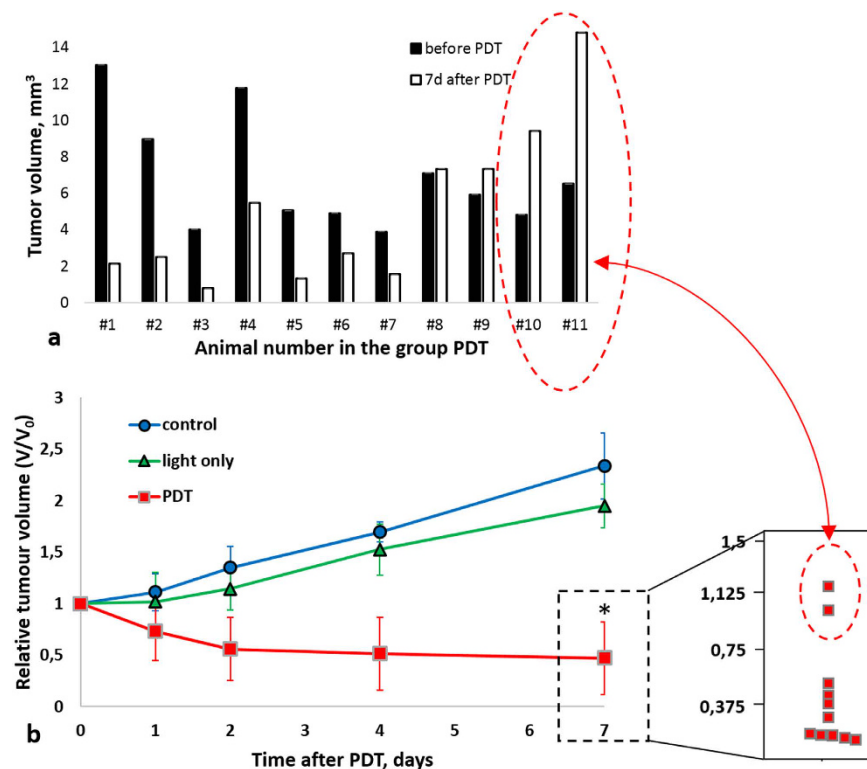 14
12
10
8
6
4
2
0
Tumor volume, mm³
before PDT
7d after PDT
#1 #2 #3 #4 #5 #6 #7 #8 #9 #10 #11
a
Animal number in the group PDT
3
2,5
2
1,5
1
0,5
0
Relative tumour volume (V/V₀)
control
light only
PDT
*
0 1 2 3 4 5 6 7
b
Time after PDT, days
1,5
1,125
0,75
0,375